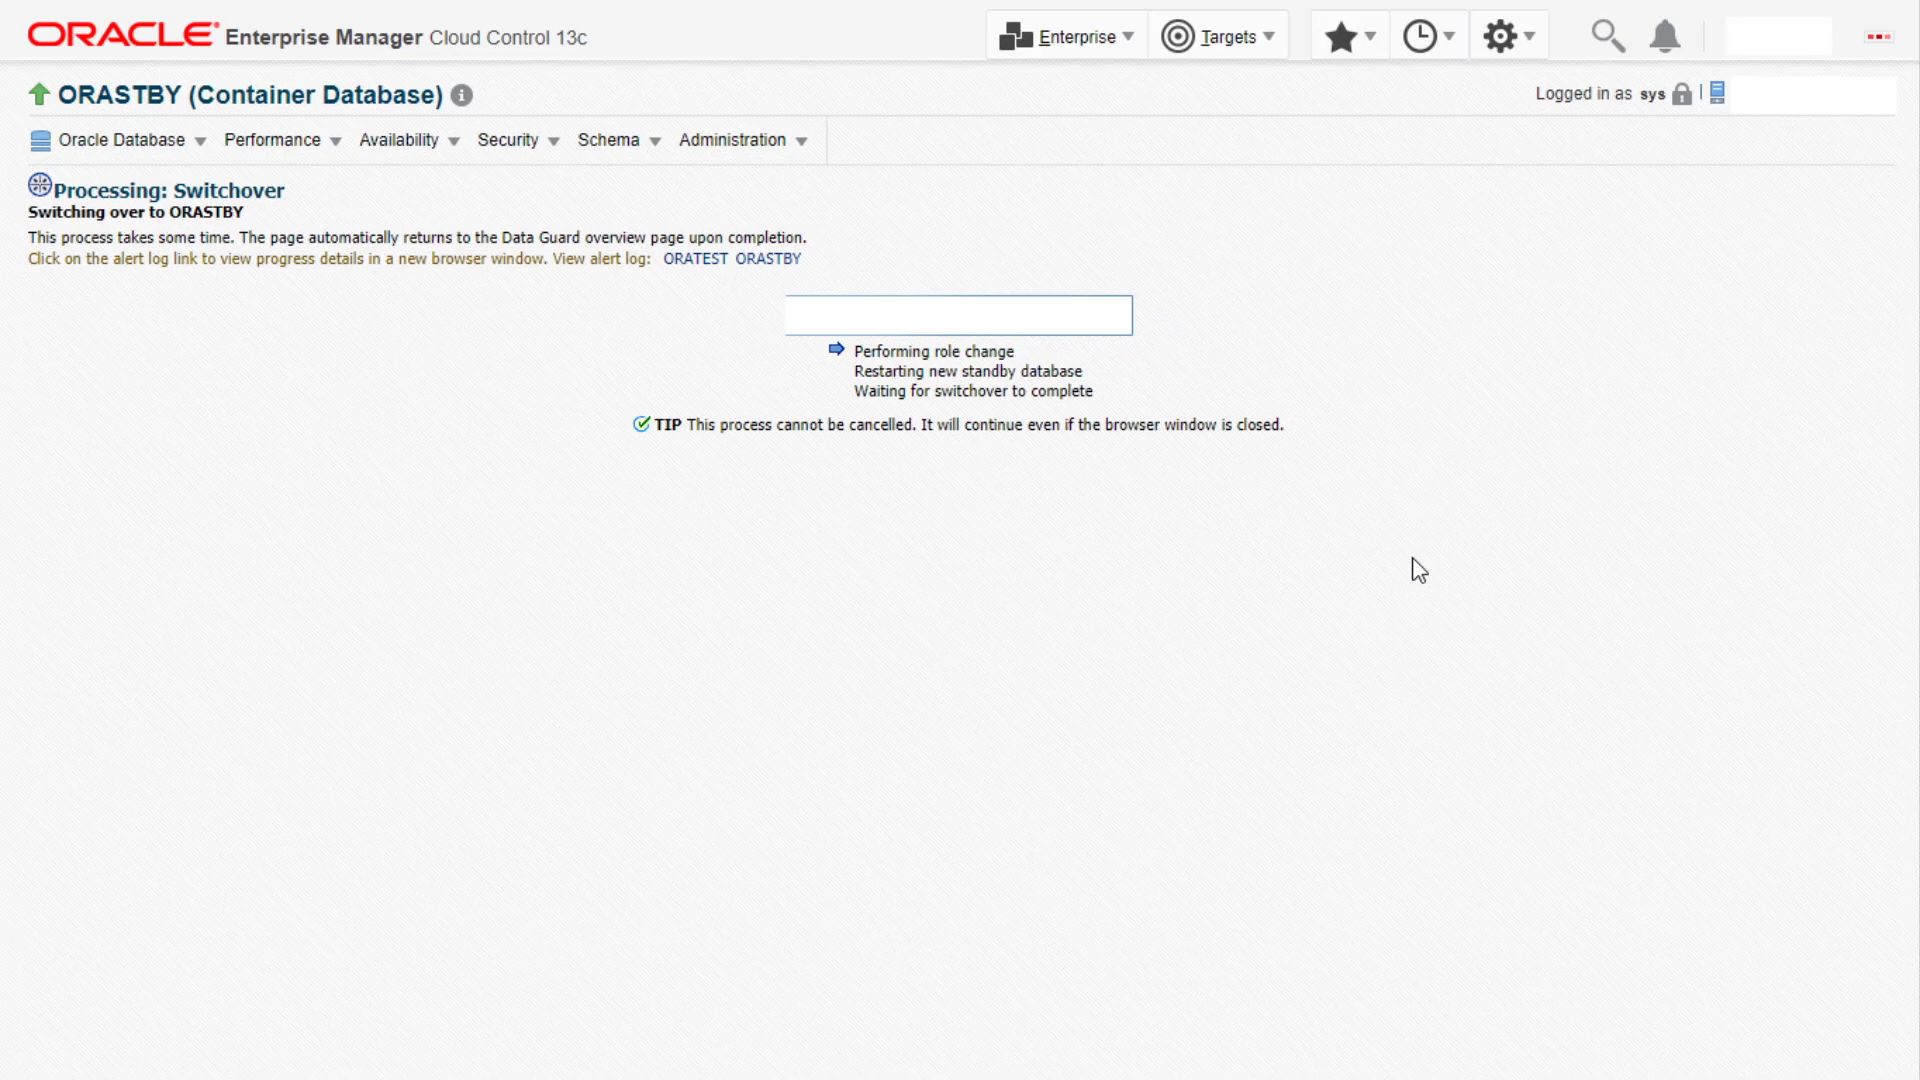 ORACLE Enterprise Manager Cloud Control 13c
Enterprise
Targets
ORASTBY (Container Database)
Logged in as sys
Oracle Database
Performance
Availability
Security
Schema
Administration
Processing: Switchover
Switching over to ORASTBY
This process takes some time. The page automatically returns to the Data Guard overview page upon completion.
Click on the alert log link to view progress details in a new browser window. View alert log: ORATEST ORASTBY
Performing role change
Restarting new standby database
Waiting for switchover to complete
TIP This process cannot be cancelled. It will continue even if the browser window is closed.